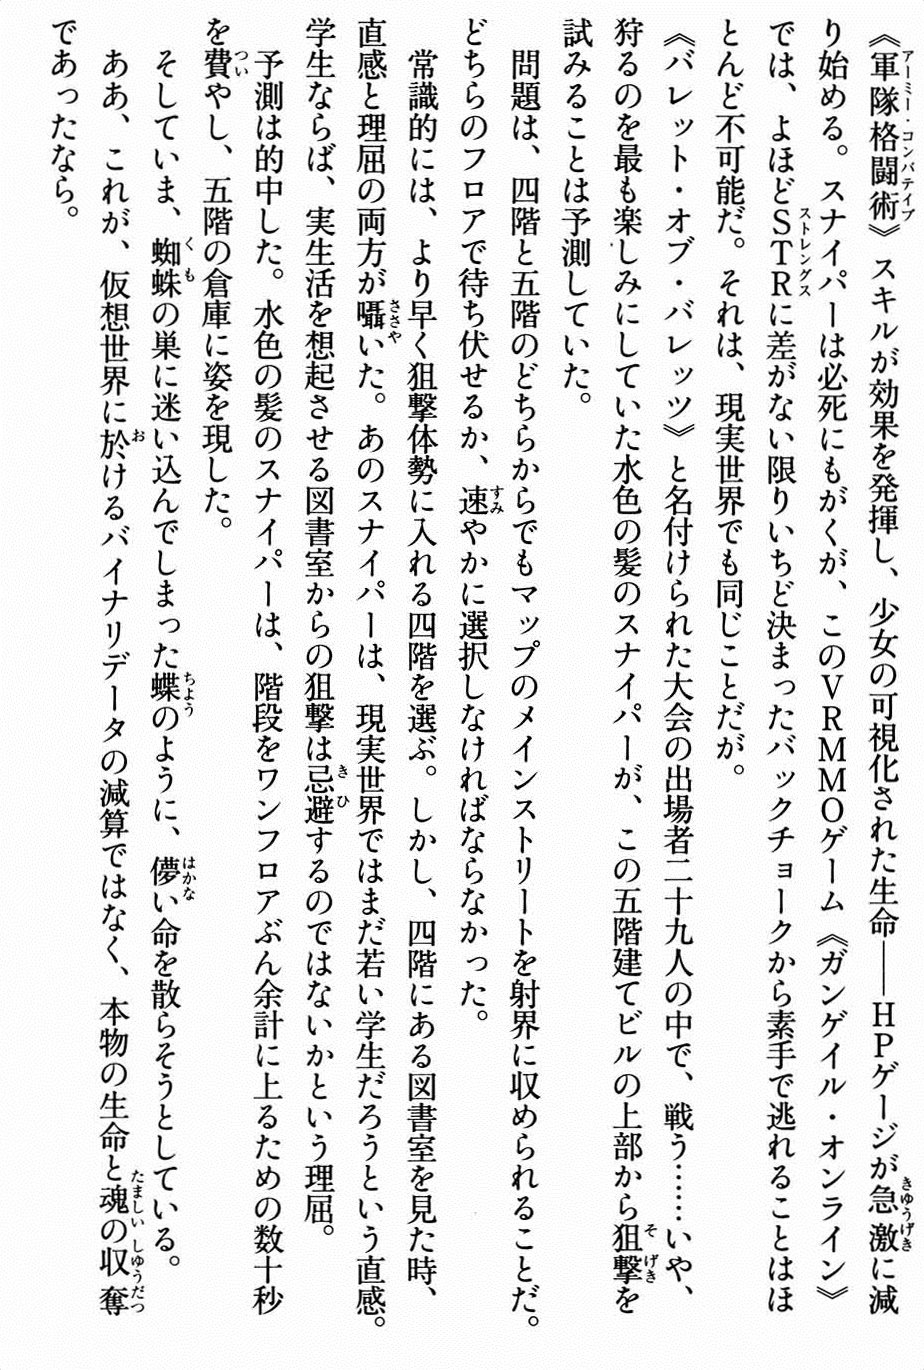 《軍隊格闘術》スキルが効果を発揮し、少女の可視化された生命――HPゲージが急激に減
り始める。スナイパーは必死にもがくが、このVRMMOゲーム《ガンゲイル・オンライン》
では、よほどSTRに差がない限りいちど決まったバックチョークから素手で逃れることはほ
とんど不可能だ。それは、現実世界でも同じことだが。
《バレット・オブ・バレッツ》と名付けられた大会の出場者二十九人の中で、戦う……いや、
狩るのを最も楽しみにしていた水色の髪のスナイパーが、この五階建てビルの上部から狙撃を
試みることは予測していた。
問題は、四階と五階のどちらからでもマップのメインストリートを射界に収められることだ。
どちらのフロアで待ち伏せるか、速やかに選択しなければならなかった。
常識的には、より早く狙撃体勢に入れる四階を選ぶ。しかし、四階にある図書室を見た時、
直感と理屈の両方が囁いた。あのスナイパーは、現実世界ではまだ若い学生だろうという直感。
学生ならば、実生活を想起させる図書室からの狙撃は忌避するのではないかという理屈。
予測は的中した。水色の髪のスナイパーは、階段をワンフロアぶん余計に上るための数十秒
を費やし、五階の倉庫に姿を現した。
そしていま、蜘蛛の巣に迷い込んでしまった蝶のように、儚い命を散らそうとしている。
ああ、これが、仮想世界に於けるバイナリデータの減算ではなく、本物の生命と魂の収奪
であったなら。